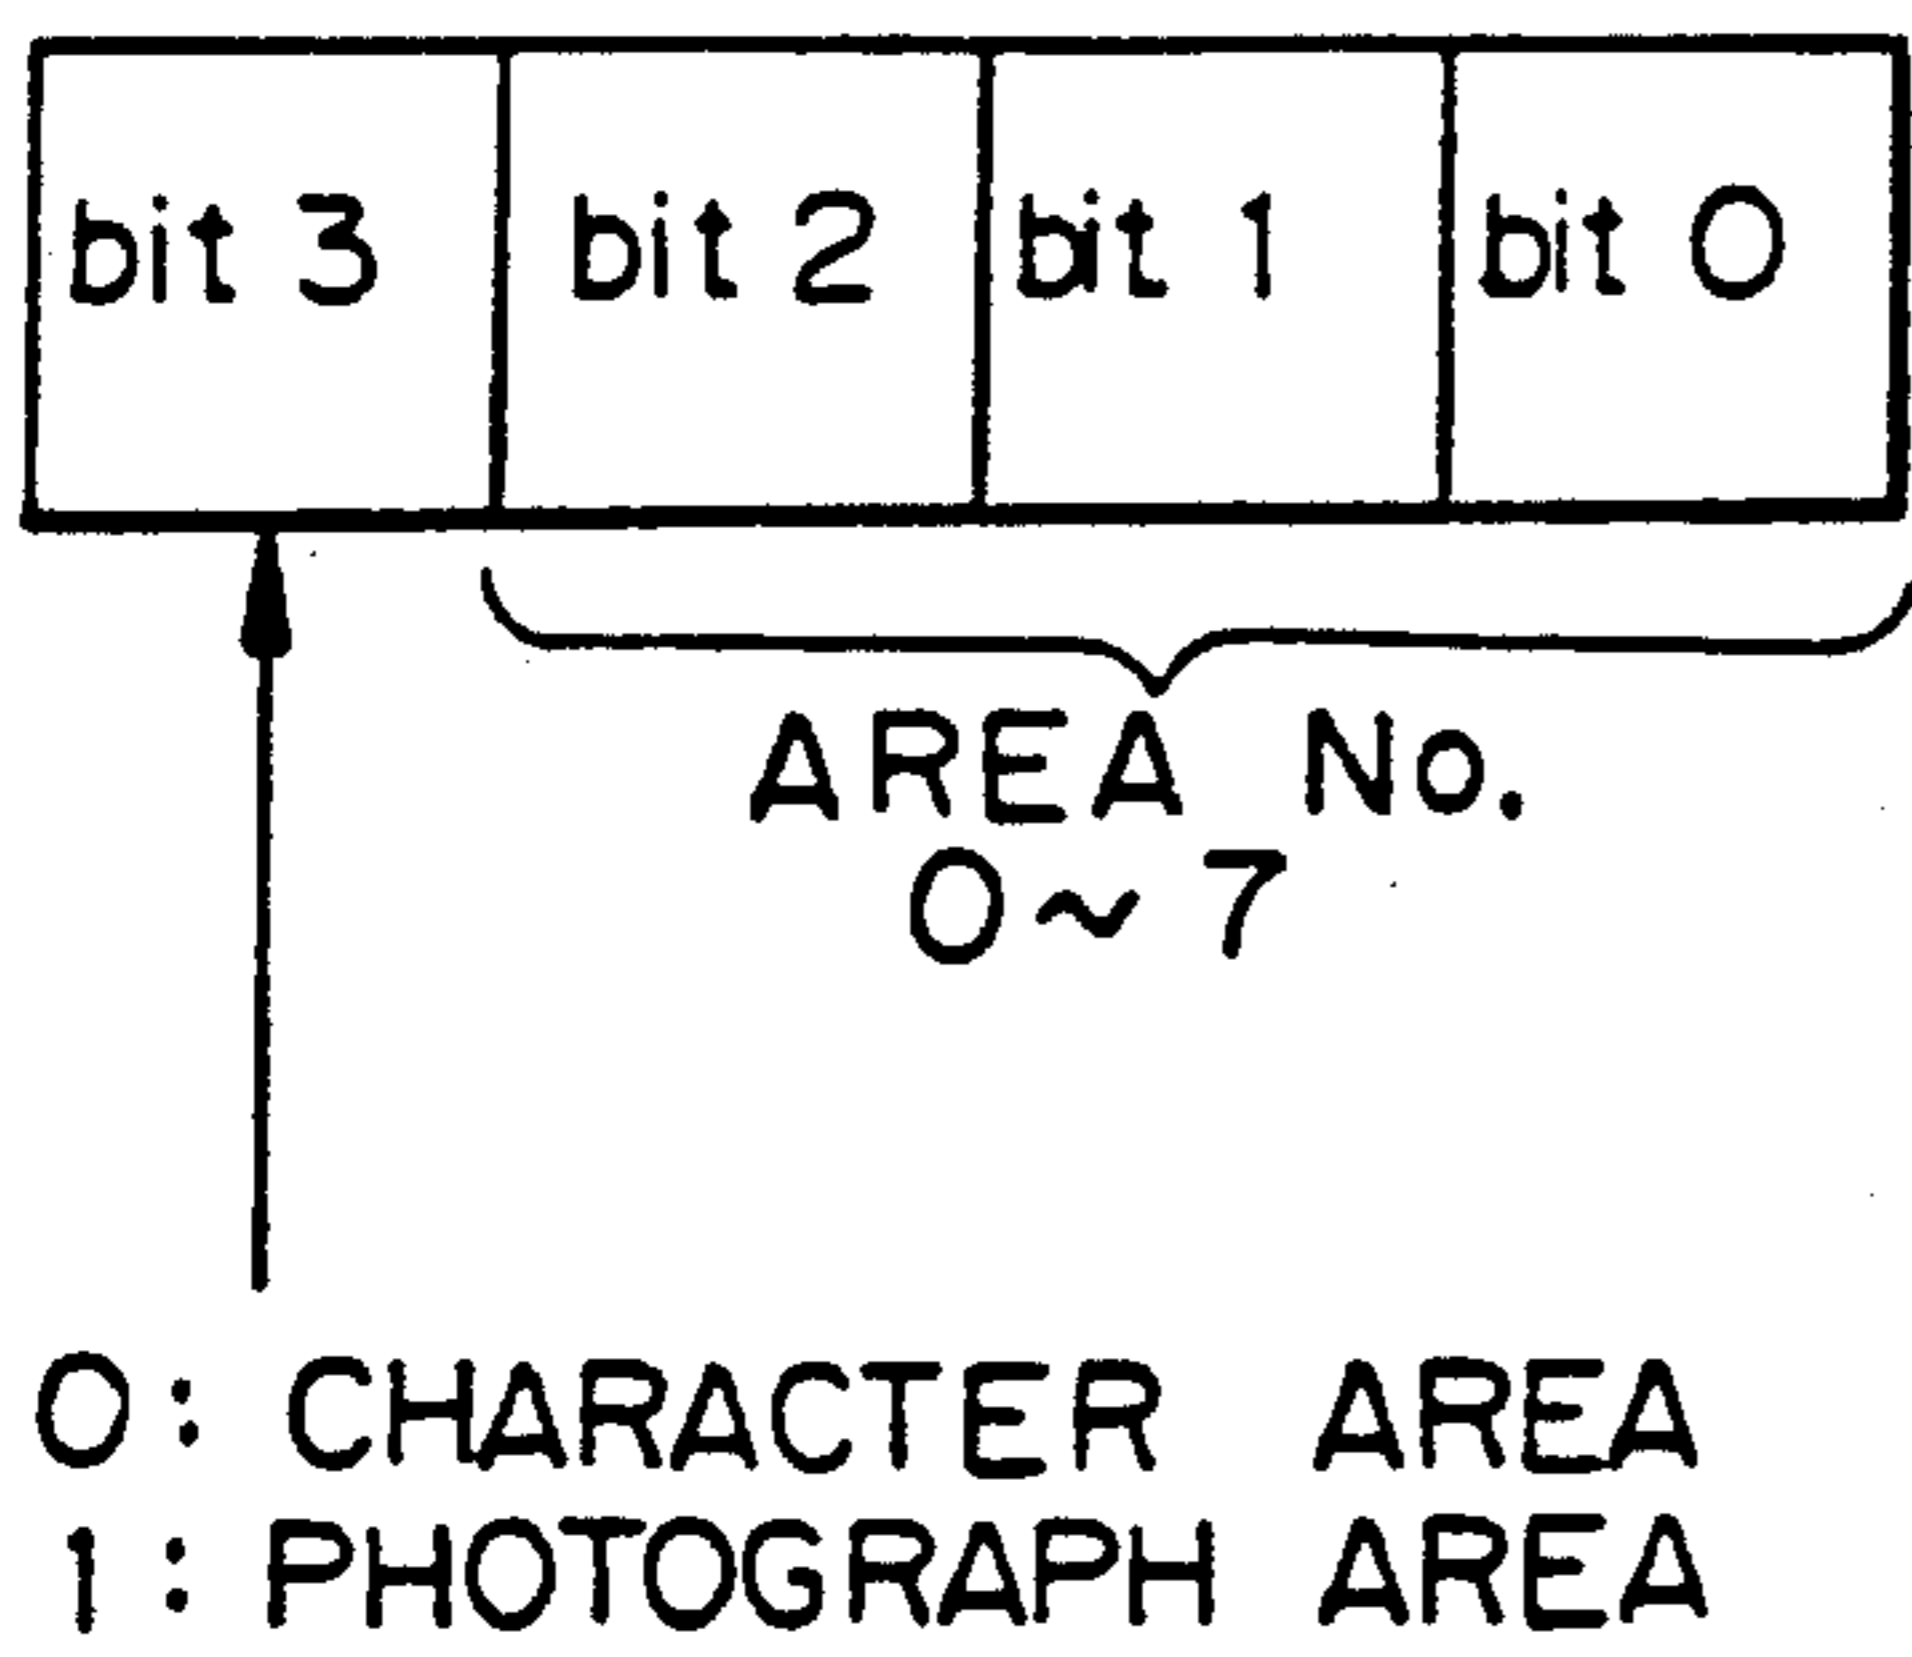 bit 3 bit 2 bit 1 bit 0
AREA No.
0~7
0: CHARACTER AREA
1: PHOTOGRAPH AREA